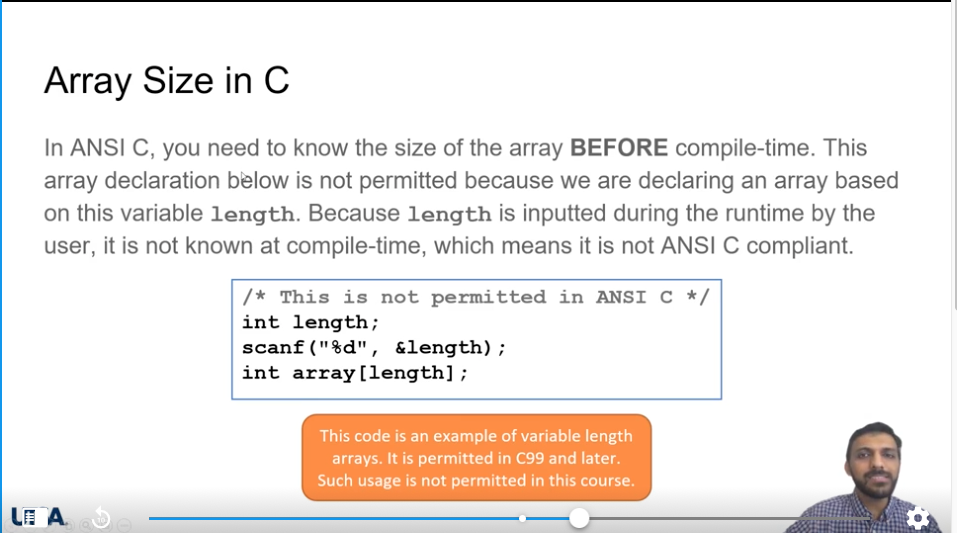 Array Size in C
In ANSI C, you need to know the size of the array BEFORE compile-time. This
array declaration below is not permitted because we are declaring an array based
on this variable length. Because length is inputted during the runtime by the
user, it is not known at compile-time, which means it is not ANSI C compliant.
/* This is not permitted in ANSI C */
int length;
scanf("%d", &length);
int array[length];
This code is an example of variable length
arrays. It is permitted in C99 and later.
Such usage is not permitted in this course.